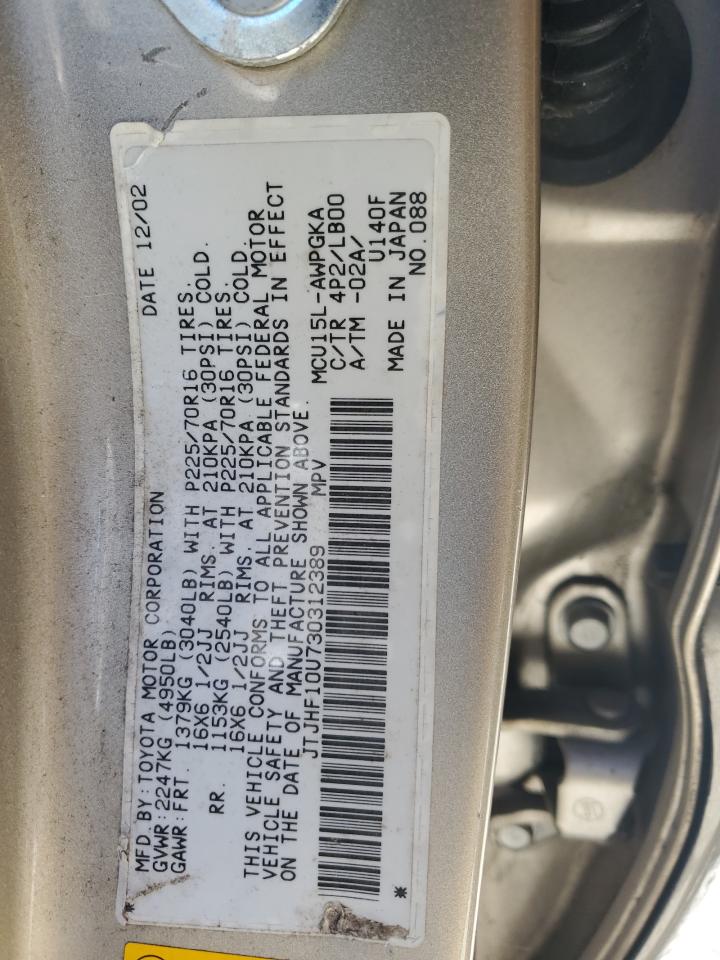 MFD. BY: TOYOTA MOTOR CORPORATION DATE 12/02
GVWR: 2247KG (4950LB)
GAWR: FRT. 1379KG (3040LB) WITH P225/70R16 TIRES.
16X6 1/2JJ RIMS. AT 210KPA (30PSI) COLD.
RR. 1153KG (2540LB) WITH P225/70R16 TIRES.
16X6 1/2JJ RIMS. AT 210KPA (30PSI) COLD.
THIS VEHICLE CONFORMS TO ALL APPLICABLE FEDERAL MOTOR
VEHICLE SAFETY AND THEFT PREVENTION STANDARDS IN EFFECT
ON THE DATE OF MANUFACTURE SHOWN ABOVE.
JTJHF10U730312389 MPV
MCU15L-AWPGKA
C/TR 4P2/LB00
A/TM -02A/
U140F
MADE IN JAPAN
NO.088